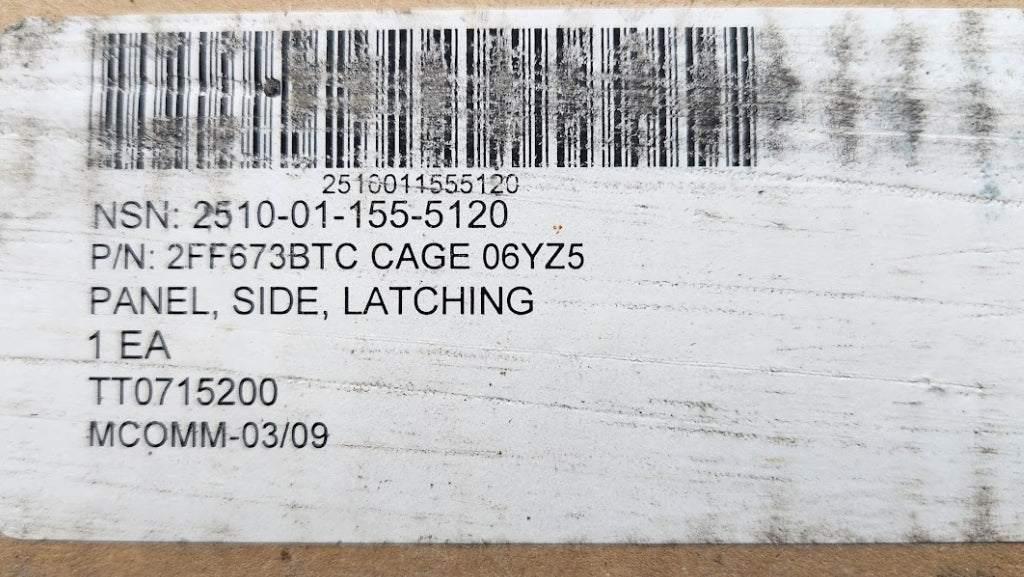 2510011555120
NSN: 2510-01-155-5120
P/N: 2FF673BTC CAGE 06YZ5
PANEL, SIDE, LATCHING
1 EA
TT0715200
MCOMM-03/09